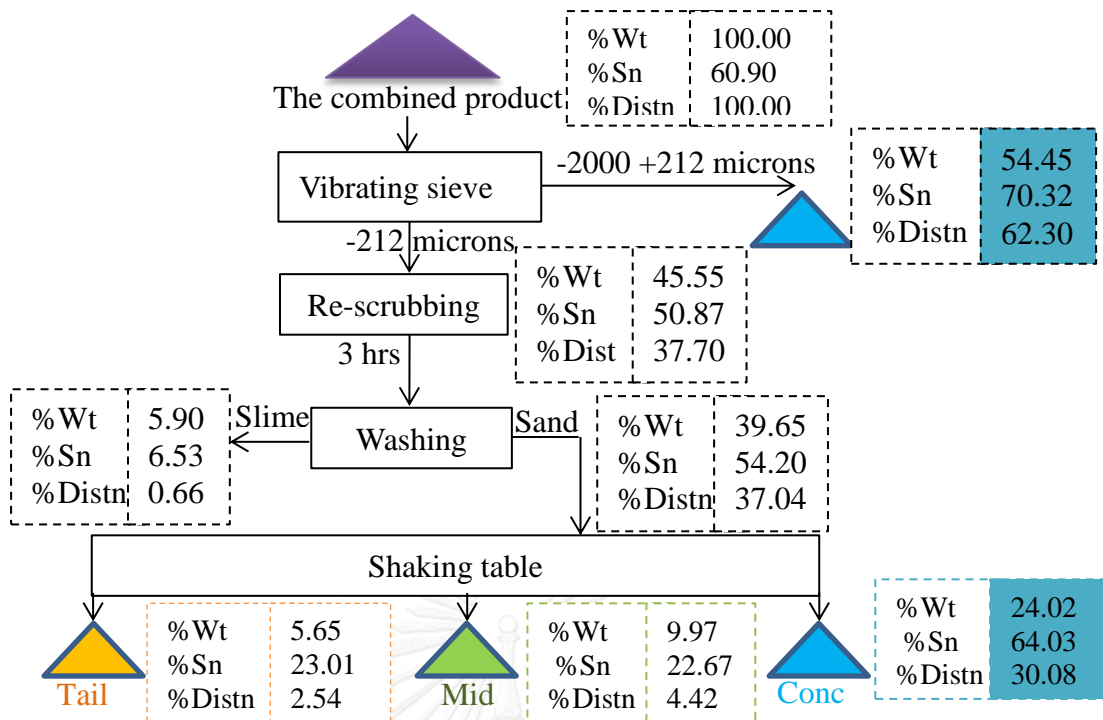 %Wt 100.00
%Sn 60.90
%Distn 100.00
The combined product
-2000 +212 microns
%Wt 54.45
%Sn 70.32
%Distn 62.30
Vibrating sieve
-212 microns
%Wt 45.55
%Sn 50.87
%Dist 37.70
Re-scrubbing
3 hrs
%Wt 5.90
%Sn 6.53
%Distn 0.66
Slime
Washing
Sand
%Wt 39.65
%Sn 54.20
%Distn 37.04
Shaking table
Tail
%Wt 5.65
%Sn 23.01
%Distn 2.54
Mid
%Wt 9.97
%Sn 22.67
%Distn 4.42
Conc
%Wt 24.02
%Sn 64.03
%Distn 30.08